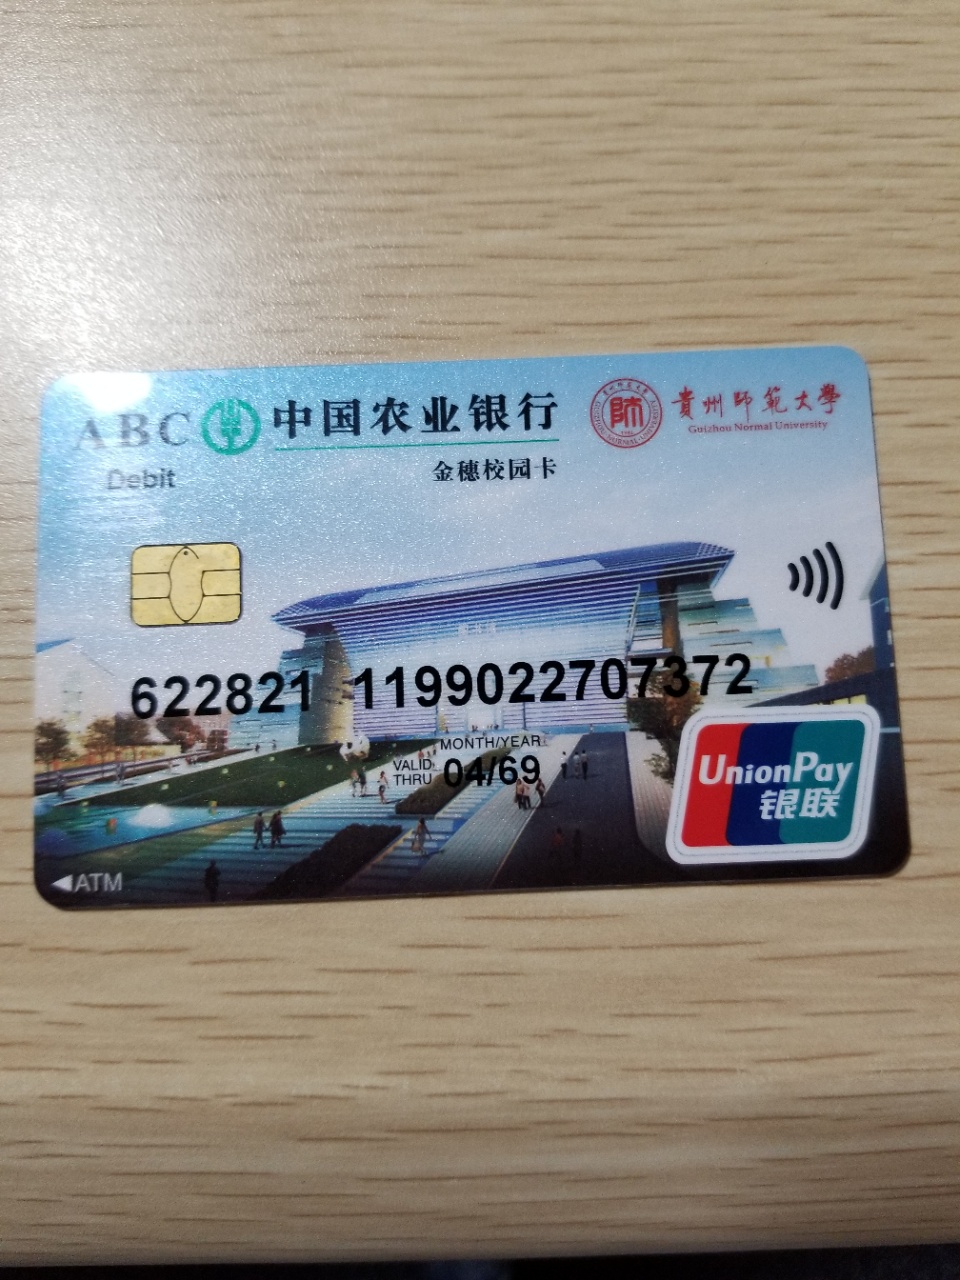 ABC 中国农业银行
Debit
金穗校园卡
貴州師範大學
Guizhou Normal University
622821 1199022707372
MONTH/YEAR
VALID THRU 04/69
UnionPay
银联
ATM